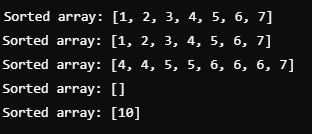 Sorted array: [1, 2, 3, 4, 5, 6, 7]
Sorted array: [1, 2, 3, 4, 5, 6, 7]
Sorted array: [4, 4, 5, 5, 6, 6, 6, 7]
Sorted array: []
Sorted array: [10]